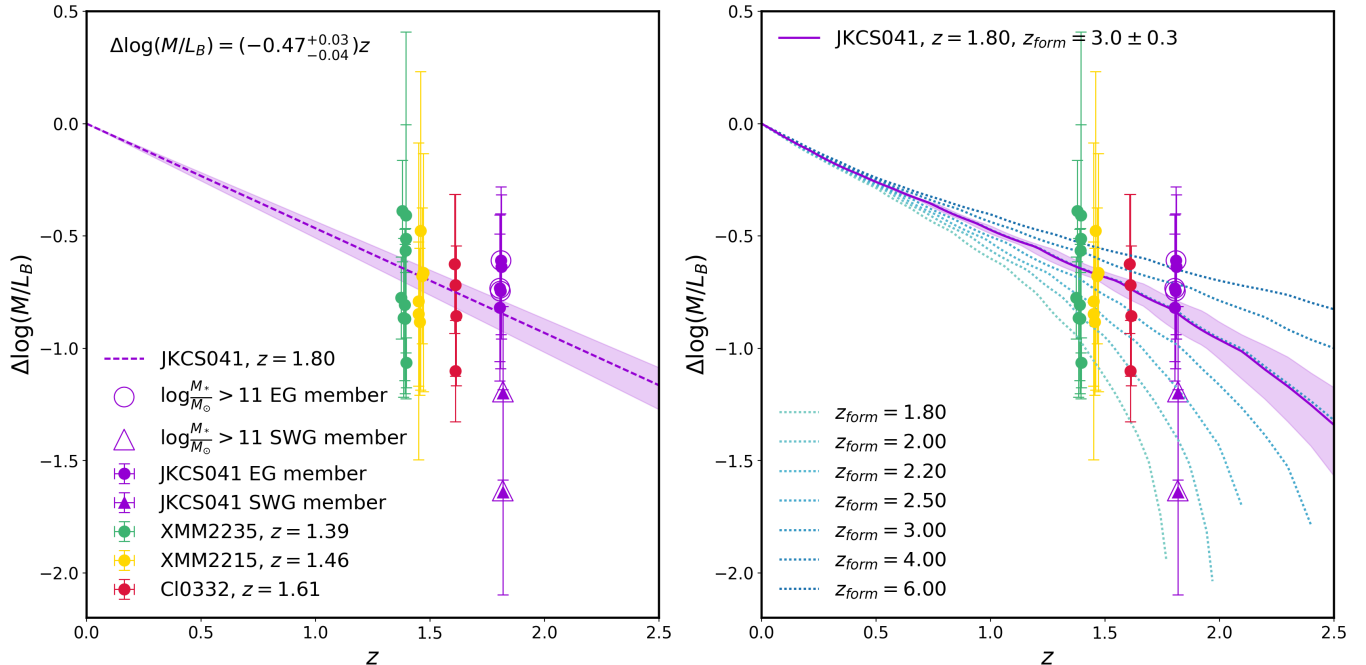 Δlog(M/L_B) = (−0.47^{+0.03}_{−0.04})z
0.5
0.0
−0.5
−1.0
−1.5
−2.0
Δlog(M/L_B)
JKCS041, z = 1.80
log M_*/M_⊙ > 11 EG member
log M_*/M_⊙ > 11 SWG member
JKCS041 EG member
JKCS041 SWG member
XMM2235, z = 1.39
XMM2215, z = 1.46
Cl0332, z = 1.61
0.0 0.5 1.0 1.5 2.0 2.5
z
JKCS041, z = 1.80, z_form = 3.0 ± 0.3
0.5
0.0
−0.5
−1.0
−1.5
−2.0
Δlog(M/L_B)
z_form = 1.80
z_form = 2.00
z_form = 2.20
z_form = 2.50
z_form = 3.00
z_form = 4.00
z_form = 6.00
0.0 0.5 1.0 1.5 2.0 2.5
z